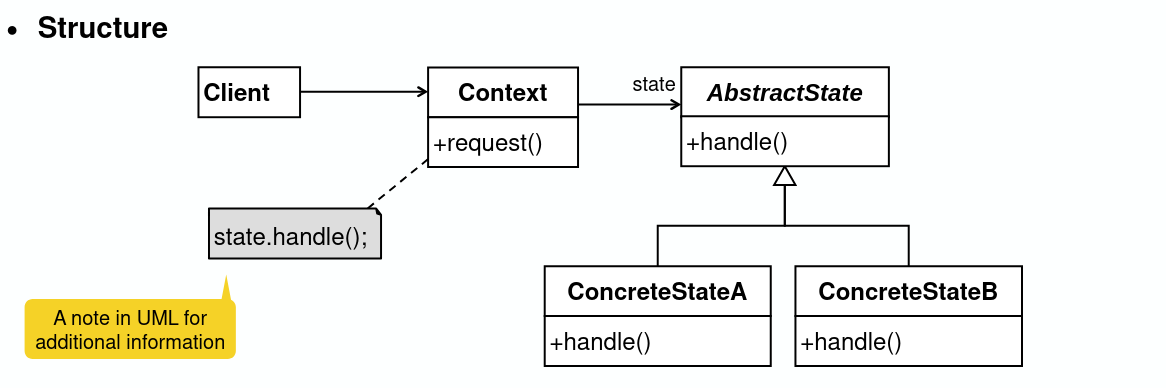 • Structure
Client
Context
state
AbstractState
+request()
+handle()
state.handle();
ConcreteStateA
ConcreteStateB
A note in UML for
additional information
+handle()
+handle()